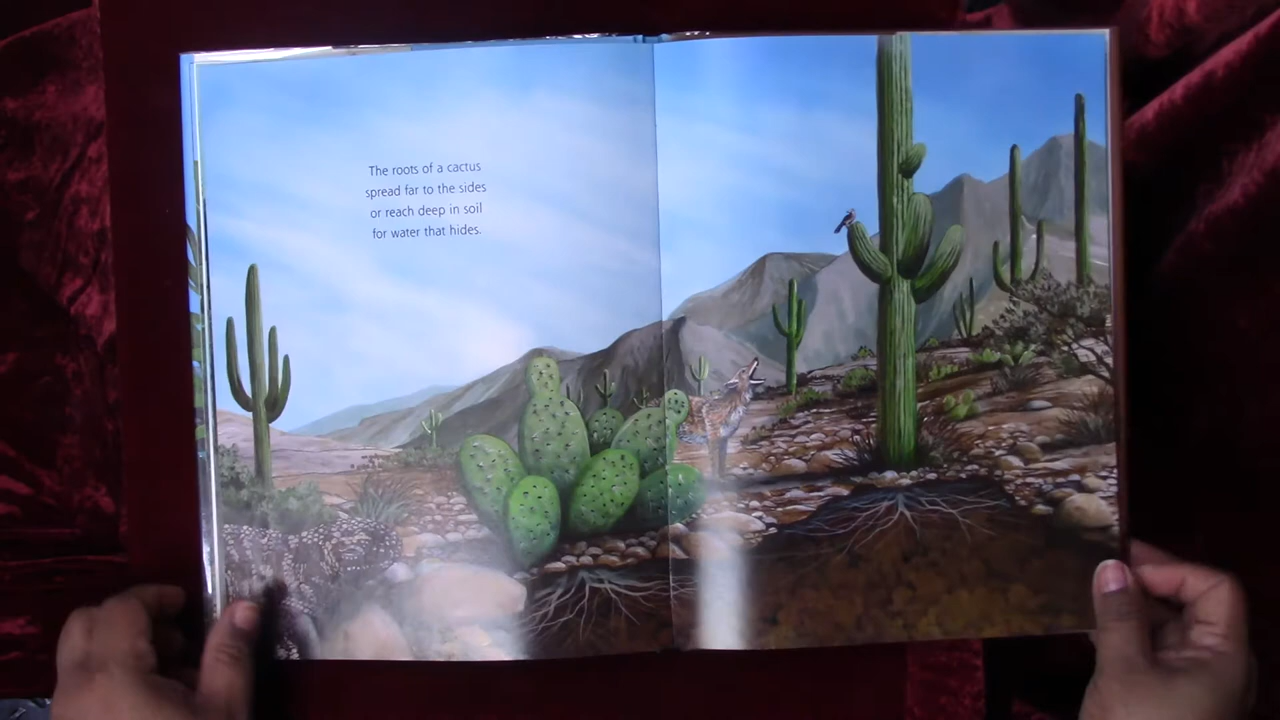 The roots of a cactus
spread far to the sides
or reach deep in soil
for water that hides.